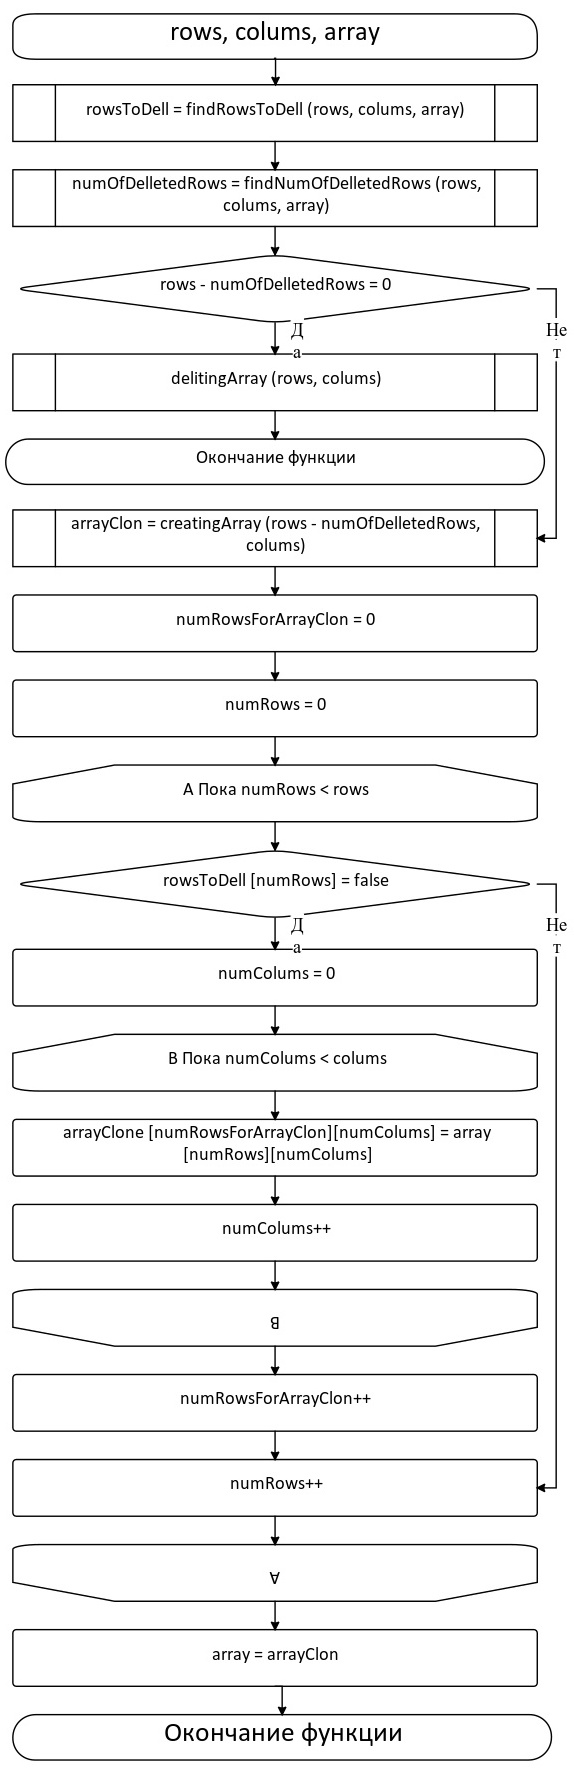 rows, colums, array
rowsToDell = findRowsToDell (rows, colums, array)
numOfDelletedRows = findNumOfDelletedRows (rows,
colums, array)
rows - numOfDelletedRows = 0
Д
а
Не
т
delitingArray (rows, colums)
Окончание функции
arrayClon = creatingArray (rows - numOfDelletedRows,
colums)
numRowsForArrayClon = 0
numRows = 0
А Пока numRows < rows
rowsToDell [numRows] = false
Д
а
Не
т
numColums = 0
В Пока numColums < colums
arrayClone [numRowsForArrayClon][numColums] = array
[numRows][numColums]
numColums++
В
numRowsForArrayClon++
numRows++
А
array = arrayClon
Окончание функции